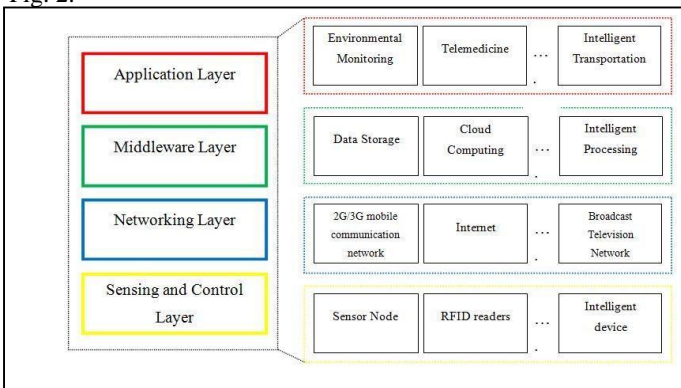 Fig. 2.
Application Layer
Middleware Layer
Networking Layer
Sensing and Control
Layer
Environmental
Monitoring
Telemedicine
...
.
Intelligent
Transportation
Data Storage
Cloud
Computing
...
.
Intelligent
Processing
2G/3G mobile
communication
network
Internet
...
.
Broadcast
Television
Network
Sensor Node
RFID readers
...
.
Intelligent
device